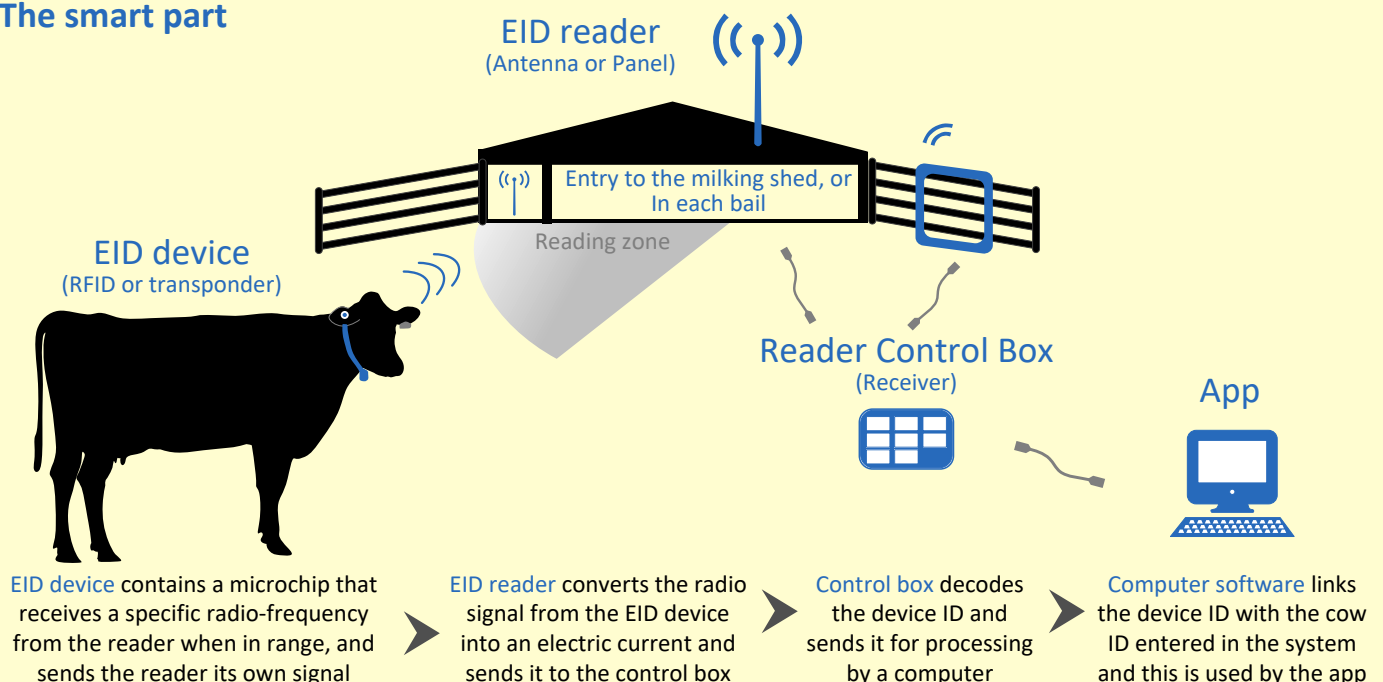 The smart part
EID reader
(Antenna or Panel)
Entry to the milking shed, or
In each bail
Reading zone
EID device
(RFID or transponder)
Reader Control Box
(Receiver)
App
EID device contains a microchip that
receives a specific radio-frequency
from the reader when in range, and
sends the reader its own signal
EID reader converts the radio
signal from the EID device
into an electric current and
sends it to the control box
Control box decodes
the device ID and
sends it for processing
by a computer
Computer software links
the device ID with the cow
ID entered in the system
and this is used by the app